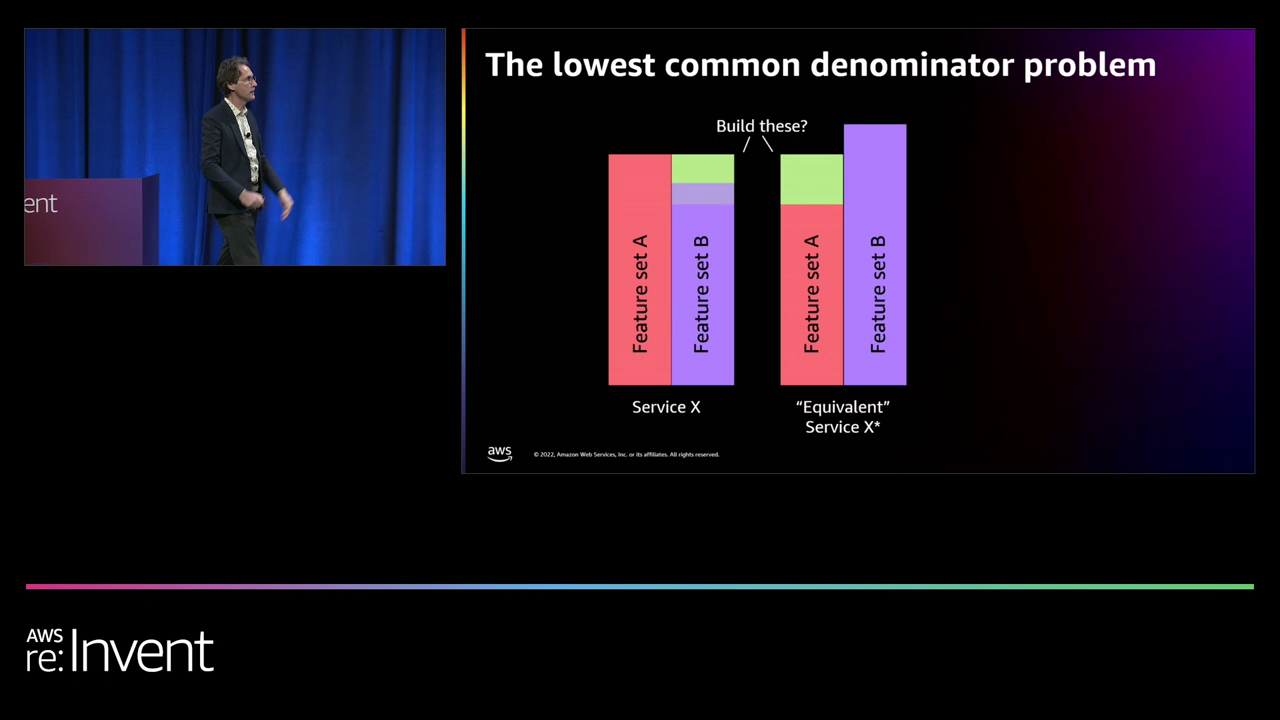 ent
The lowest common denominator problem
Build these?
Feature set A
Feature set B
Feature set A
Feature set B
Service X
“Equivalent”
Service X*
aws
© 2022, Amazon Web Services, Inc. or its affiliates. All rights reserved.
AWS
re:Invent